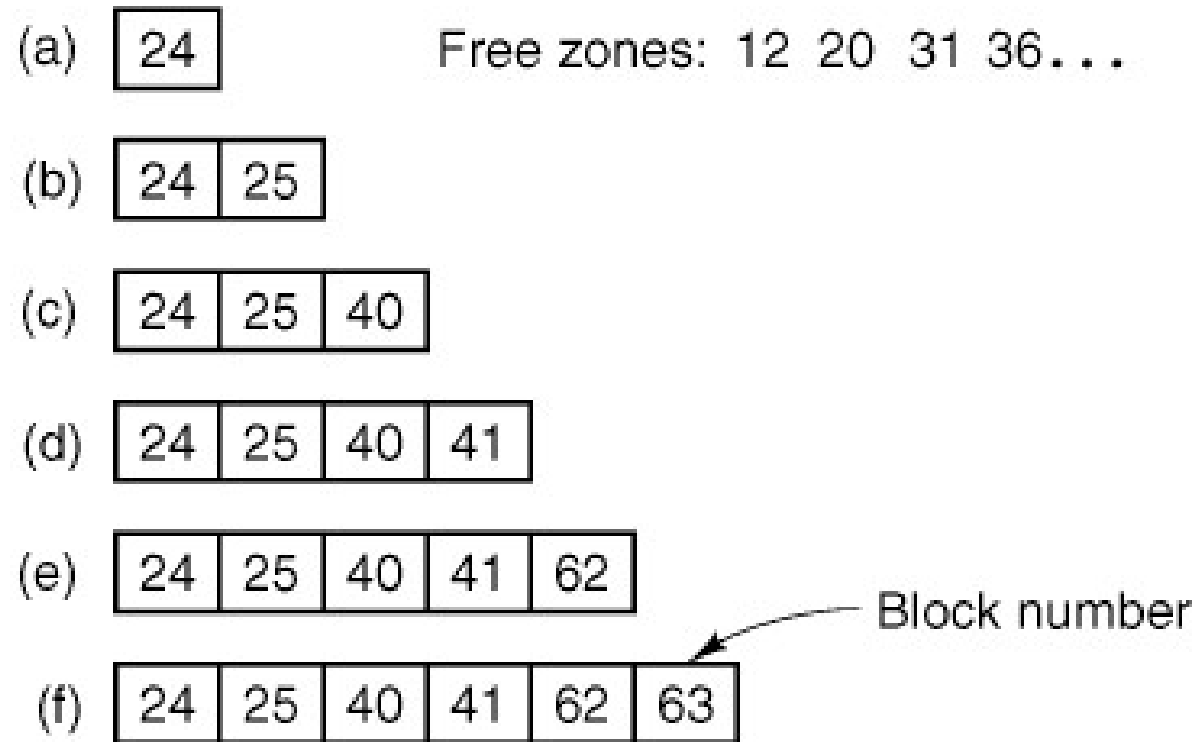 (a) 24 Free zones: 12 20 31 36...
(b) 24 25
(c) 24 25 40
(d) 24 25 40 41
(e) 24 25 40 41 62
Block number
(f) 24 25 40 41 62 63